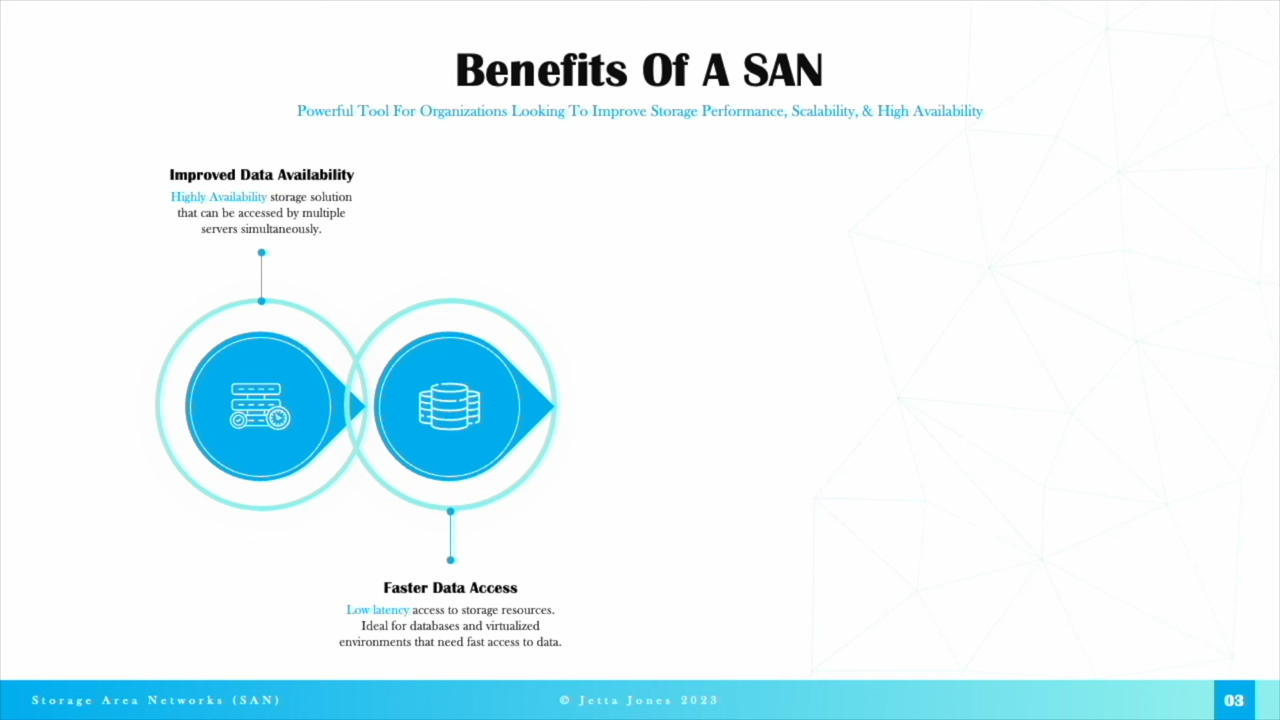 Benefits Of A SAN
Powerful Tool For Organizations Looking To Improve Storage Performance, Scalability, & High Availability
Improved Data Availability
Highly Availability storage solution
that can be accessed by multiple
servers simultaneously.
Faster Data Access
Low latency access to storage resources.
Ideal for databases and virtualized
environments that need fast access to data.
Storage Area Networks (SAN)
© Jetta Jones 2023
03